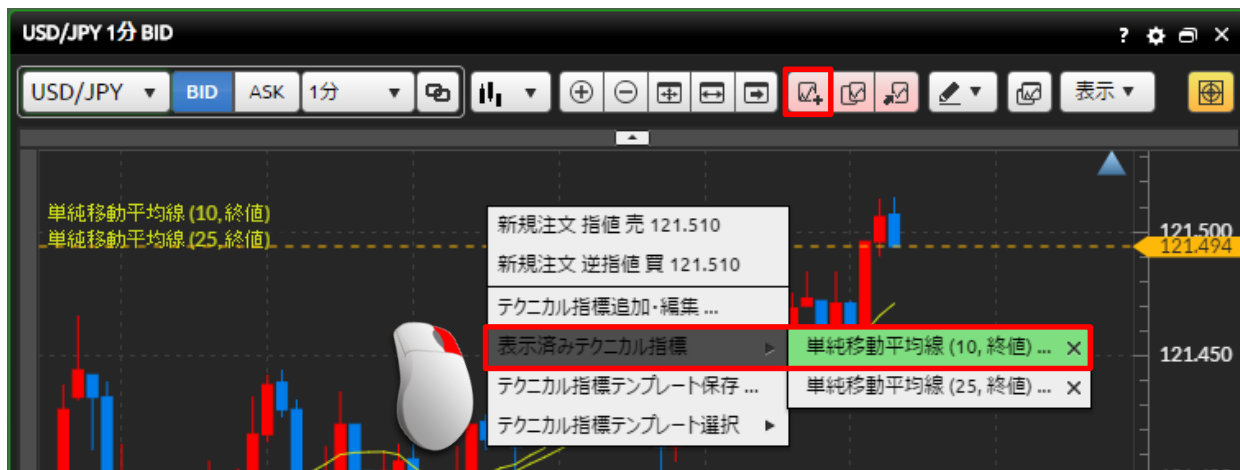 USD/JPY 1分 BID
?
USD/JPY BID ASK 1分 表示
単純移動平均線 (10, 終値)
単純移動平均線 (25, 終値)
新規注文 指値 売 121.510
新規注文 逆指値 買 121.510
テクニカル指標追加・編集 ...
表示済みテクニカル指標
単純移動平均線 (10, 終値) ...
単純移動平均線 (25, 終値) ...
テクニカル指標テンプレート保存 ...
テクニカル指標テンプレート選択
121.500
121.494
121.450